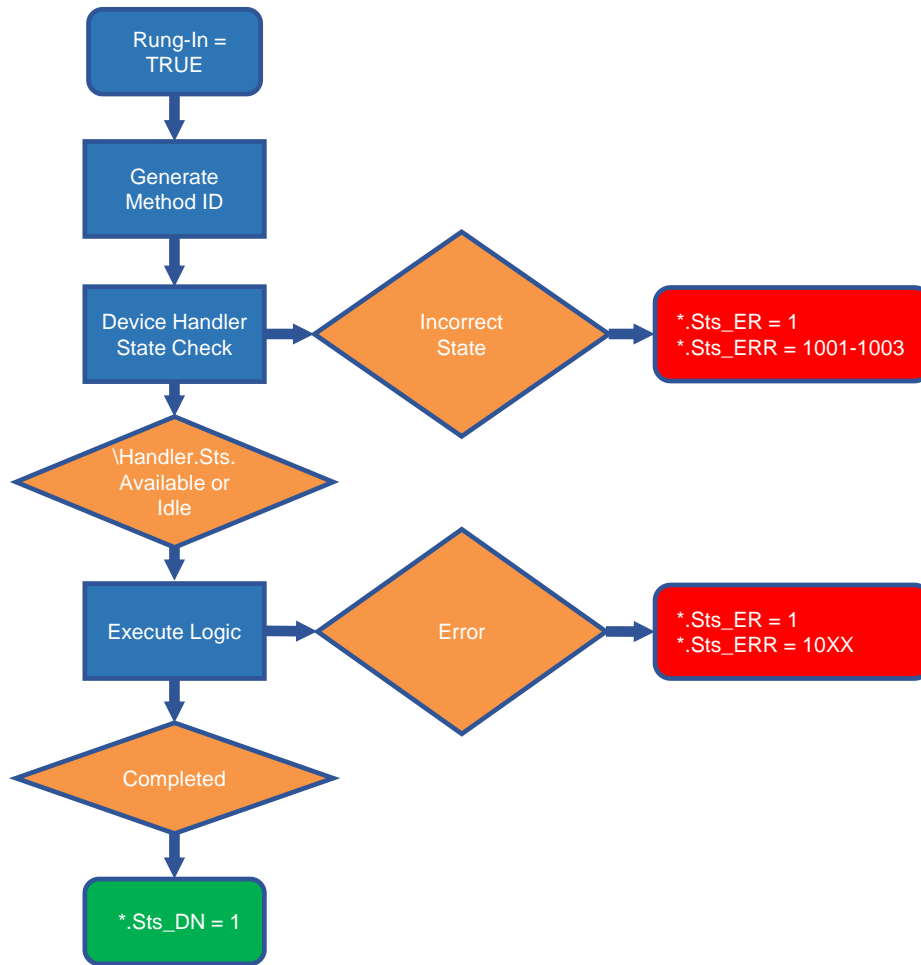 Rung-In =
TRUE
Generate
Method ID
Device Handler
State Check
Incorrect
State
*.Sts_ER = 1
*.Sts_ERR = 1001-1003
\Handler.Sts.
Available or
Idle
Execute Logic
Error
*.Sts_ER = 1
*.Sts_ERR = 10XX
Completed
*.Sts_DN = 1